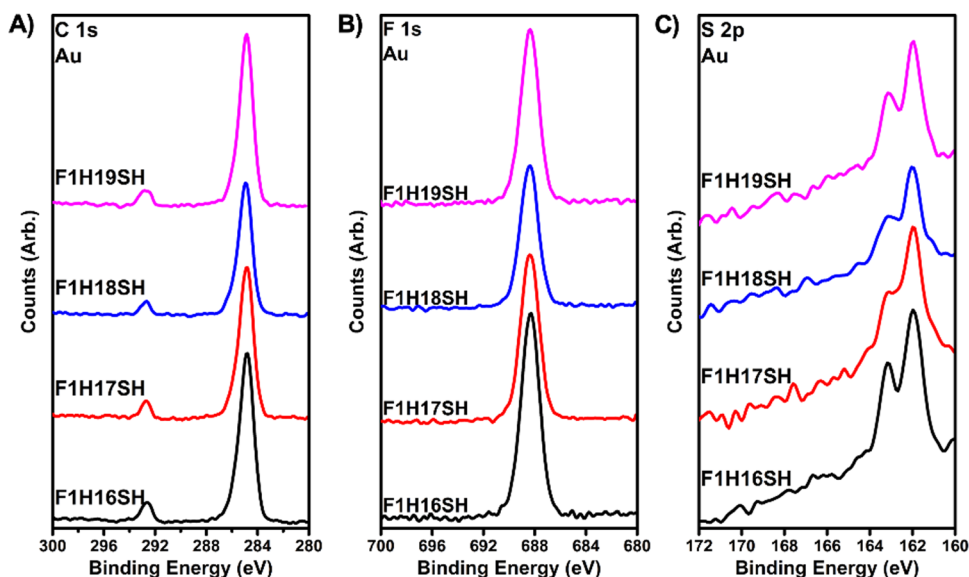 A)
C 1s
Au
F1H19SH
F1H18SH
F1H17SH
F1H16SH
Counts (Arb.)
300 296 292 288 284 280
Binding Energy (eV)
B)
F 1s
Au
F1H19SH
F1H18SH
F1H17SH
F1H16SH
Counts (Arb.)
700 696 692 688 684 680
Binding Energy (eV)
C)
S 2p
Au
F1H19SH
F1H18SH
F1H17SH
F1H16SH
Counts (Arb.)
172 170 168 166 164 162 160
Binding Energy (eV)